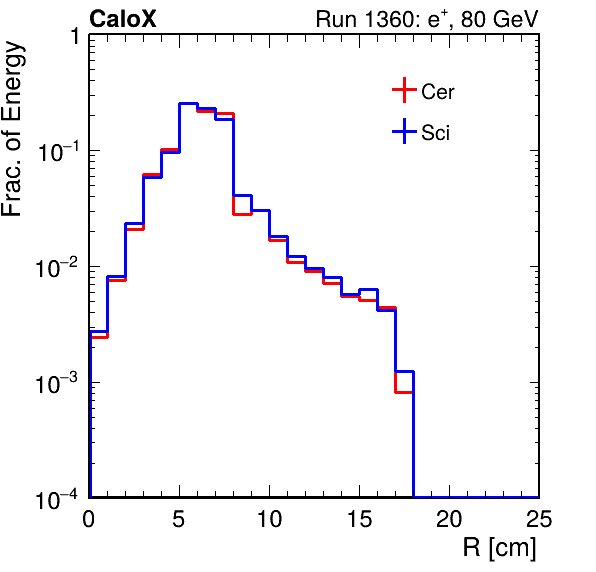 CaloX Run 1360: e⁺, 80 GeV
Frac. of Energy
1
10⁻¹
10⁻²
10⁻³
10⁻⁴
Cer
Sci
0 5 10 15 20 25
R [cm]